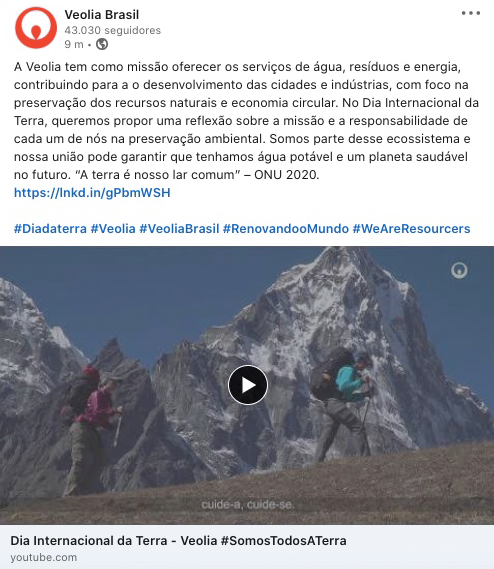 Veolia Brasil
43.030 seguidores
9 m •
A Veolia tem como missão oferecer os serviços de água, resíduos e energia,
contribuindo para a o desenvolvimento das cidades e indústrias, com foco na
preservação dos recursos naturais e economia circular. No Dia Internacional da
Terra, queremos propor uma reflexão sobre a missão e a responsabilidade de
cada um de nós na preservação ambiental. Somos parte desse ecossistema e
nossa união pode garantir que tenhamos água potável e um planeta saudável
no futuro. “A terra é nosso lar comum” – ONU 2020.
https://lnkd.in/gPbmWSH
#Diadaterra #Veolia #VeoliaBrasil #RenovandooMundo #WeAreResourcers
cuide-a, cuide-se.
Dia Internacional da Terra - Veolia #SomosTodosATerra
youtube.com